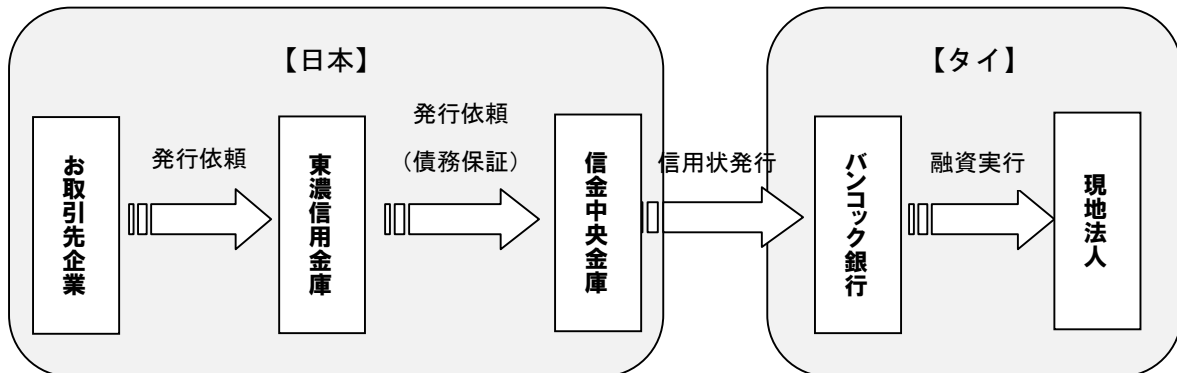 【日本】
【タイ】
お取引先企業
発行依頼
東濃信用金庫
発行依頼
（債務保証）
信金中央金庫
信用状発行
バンコック銀行
融資実行
現地法人